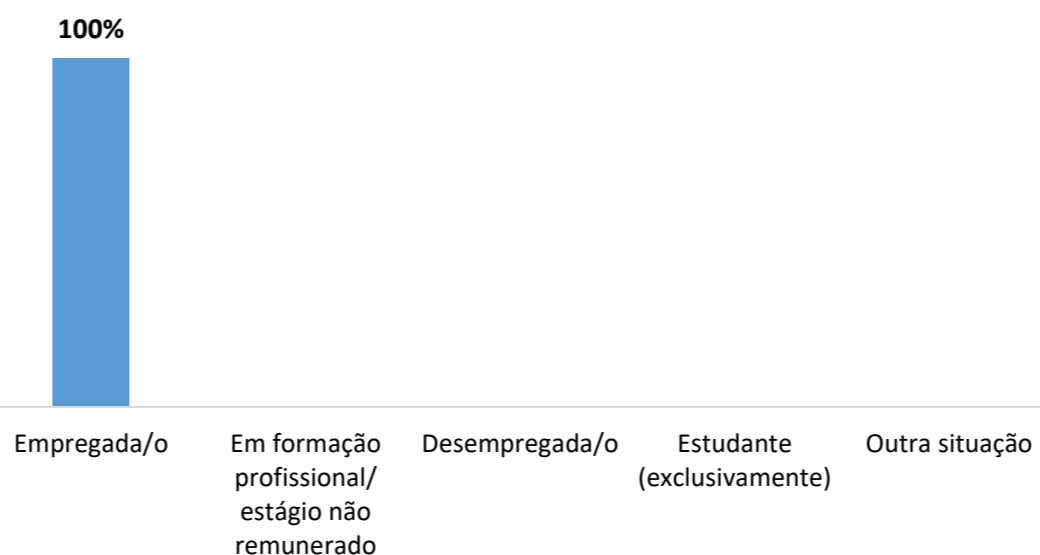 100%
Empregada/o
Em formação
profissional/
estágio não
remunerado
Desempregada/o
Estudante
(exclusivamente)
Outra situação